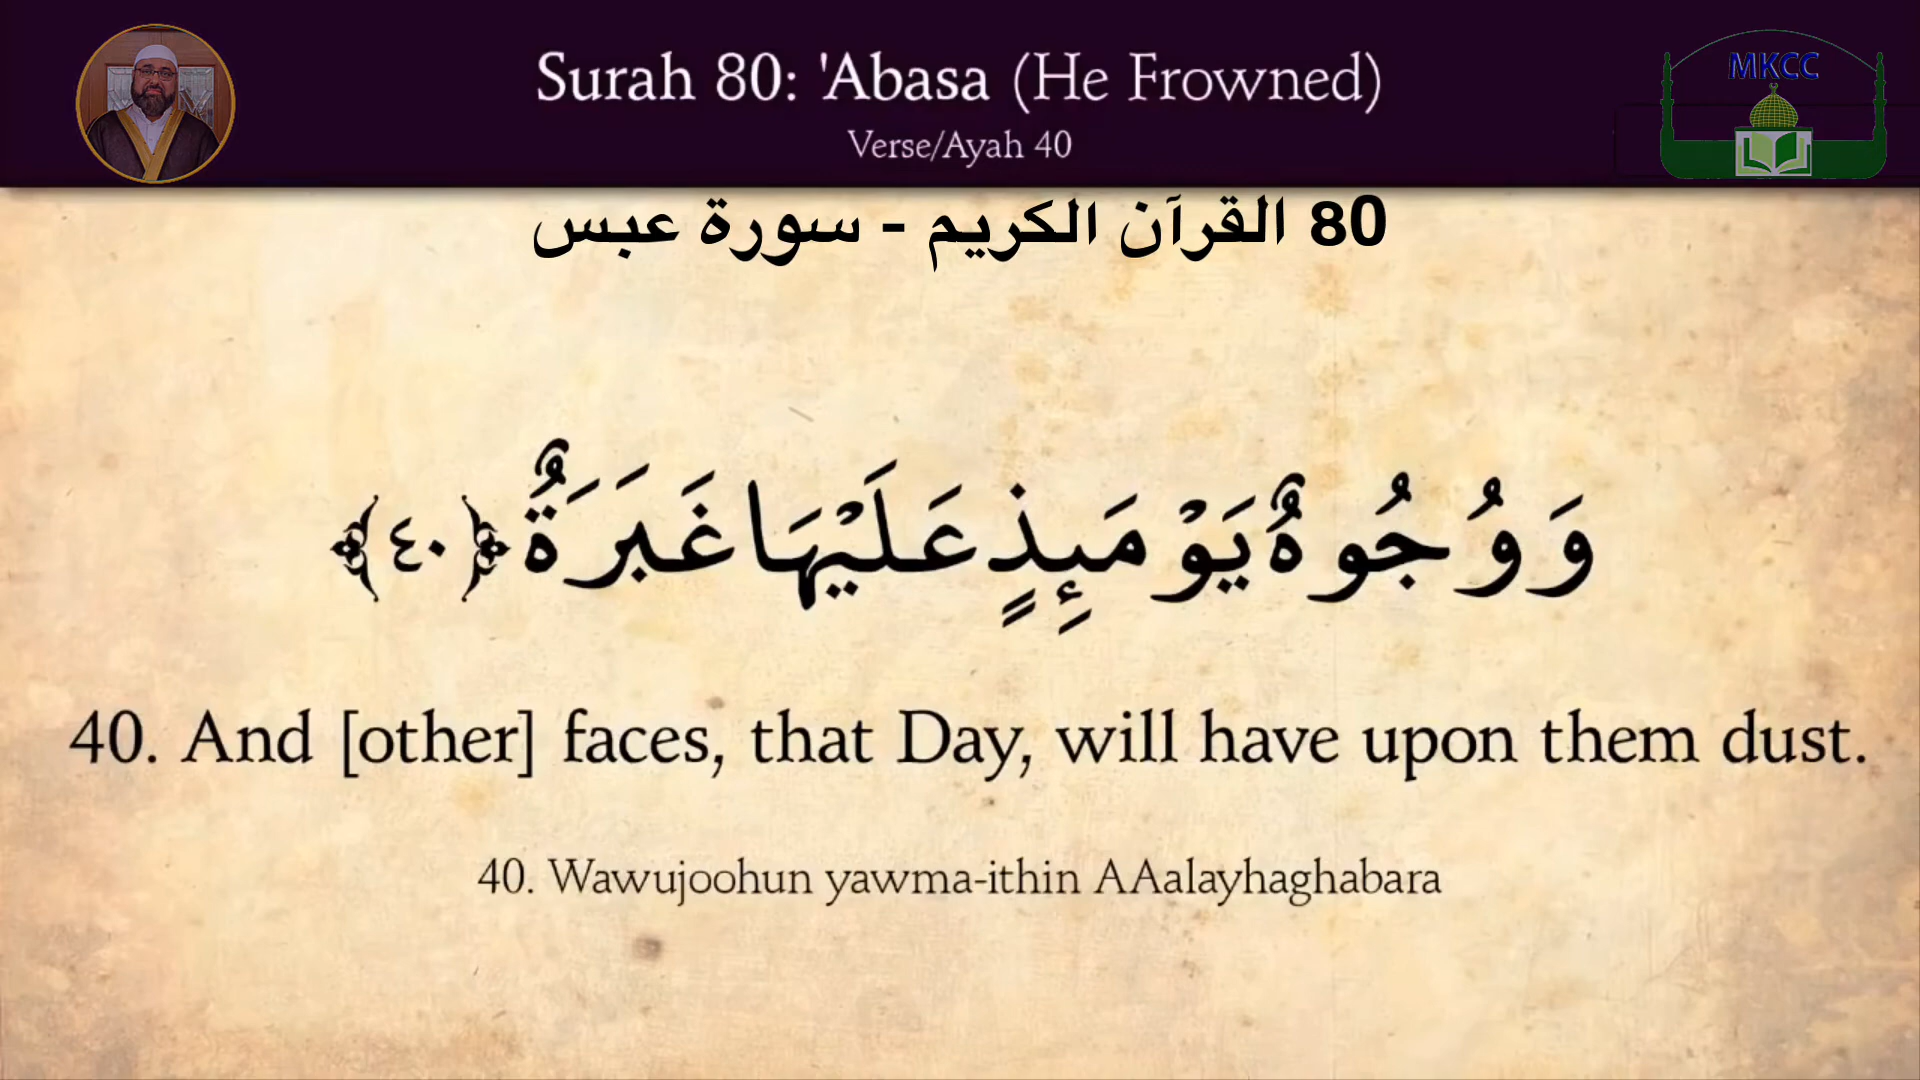 Surah 80: 'Abasa (He Frowned)
Verse/Ayah 40
MKCC
80 القرآن الكريم - سورة عبس
وَوُجُوهٌ يَوْمَئِذٍ عَلَيْهَا غَبَرَةٌ ﴿٤٠﴾
40. And [other] faces, that Day, will have upon them dust.
40. Wawujoohun yawma-ithin AAalayhaghabara